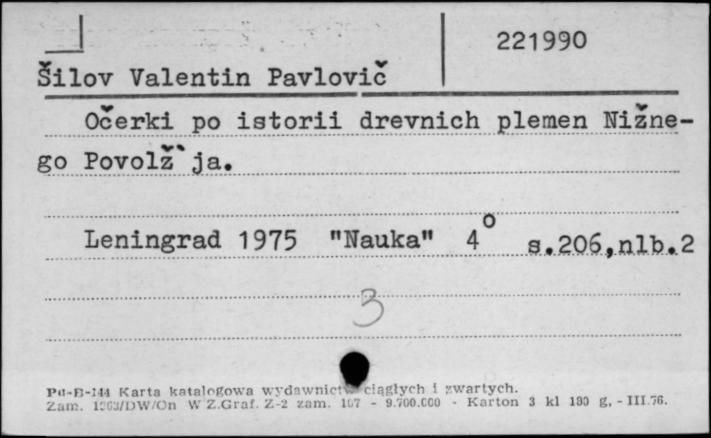 221990
Šilov Valentin Pavlovič
Očerki po istorii drevnich plemen Nižne-
go Povolž`ja.
Leningrad 1975 "Nauka" 4° s.206,nlb.2
3
Pu-B-144 Karta katalogowa wydawnictw ciągłych i zwartych.
Zam. /DW/On W Z.Graf. Z-2 zam. 167 - 9.700.000 - Karton 3 kl 180 g. - III.76.